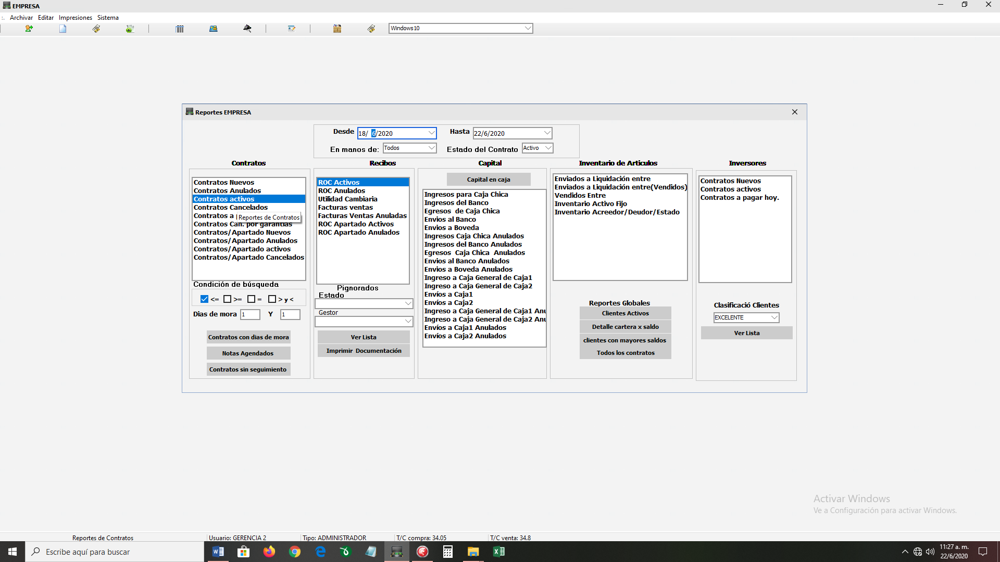 EMPRESA
Archivar Editar Impresiones Sistema
Windows10
Reportes EMPRESA
Desde 18/ 6/2020 Hasta 22/6/2020
En manos de: Todos Estado del Contrato Activo
Contratos
Contratos Nuevos
Contratos Anulados
Contratos activos
Contratos Cancelados
Contratos a
Reportes de Contratos
Contratos Can. por garantias
Contratos/Apartado Nuevos
Contratos/Apartado Anulados
Contratos/Apartado activos
Contratos/Apartado Cancelados
Condición de búsqueda
<= >= = > y <
Dias de mora 1 Y 1
Contratos con dias de mora
Notas Agendados
Contratos sin seguimiento
Recibos
ROC Activos
ROC Anulados
Utilidad Cambiaria
Facturas ventas
Facturas Ventas Anuladas
ROC Apartado Activos
ROC Apartado Anulados
Pignorados
Estado
Gestor
Ver Lista
Imprimir Documentación
Capital
Capital en caja
Ingresos para Caja Chica
Ingresos del Banco
Egresos de Caja Chica
Envios al Banco
Envios a Boveda
Ingresos Caja Chica Anulados
Ingresos del Banco Anulados
Egresos Caja Chica Anulados
Envios al Banco Anulados
Envios a Boveda Anulados
Ingreso a Caja General de Caja1
Ingreso a Caja General de Caja2
Envíos a Caja1
Envíos a Caja2
Ingreso a Caja General de Caja1 Anu
Ingreso a Caja General de Caja2 Anu
Envíos a Caja1 Anulados
Envíos a Caja2 Anulados
Inventario de Articulos
Enviados a Liquidación entre
Enviados a Liquidación entre(Vendidos)
Vendidos Entre
Inventario Activo Fijo
Inventario Acreedor/Deudor/Estado
Reportes Globales
Clientes Activos
Detalle cartera x saldo
clientes con mayores saldos
Todos los contratos
Inversores
Contratos Nuevos
Contratos activos
Contratos a pagar hoy.
Clasificació Clientes
EXCELENTE
Ver Lista
Activar Windows
Ve a Configuración para activar Windows.
Reportes de Contratos Usuario: GERENCIA 2 Tipo: ADMINISTRADOR T/C compra: 34.05 T/C venta: 34.8
Escribe aquí para buscar
11:27 a. m.
22/6/2020